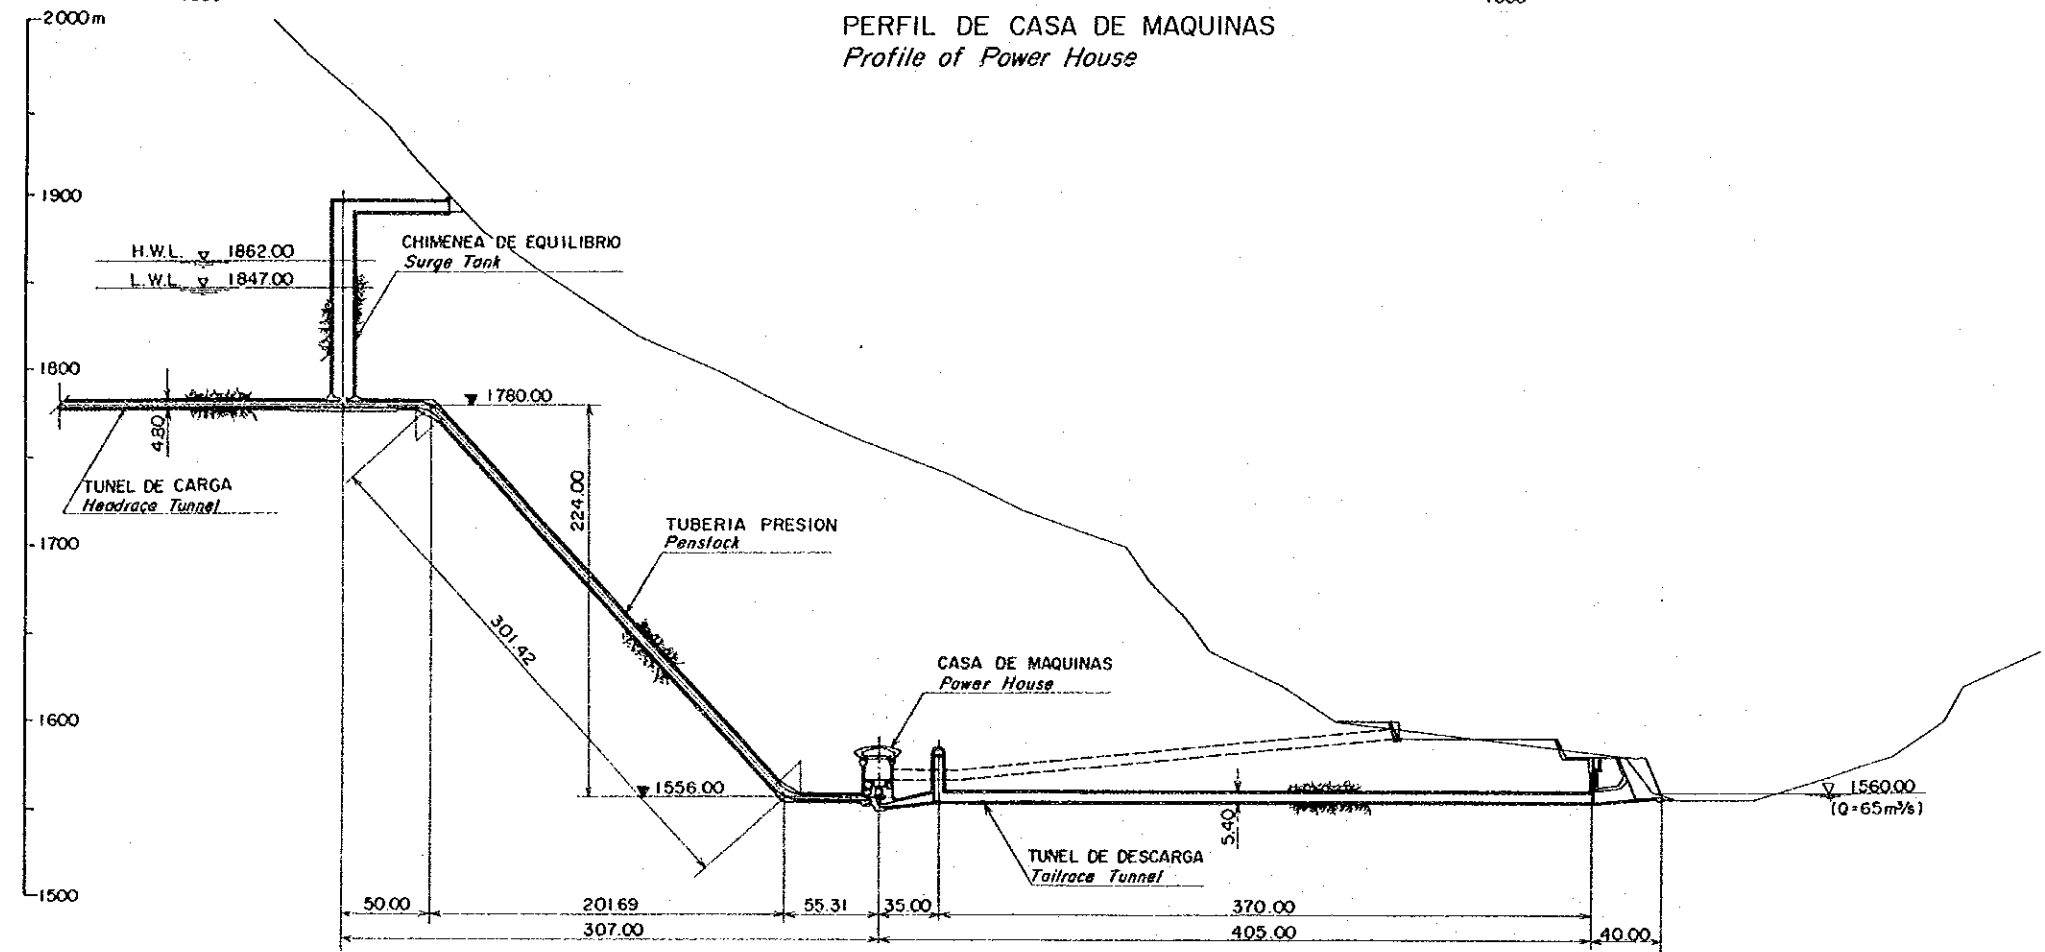 2000m
PERFIL DE CASA DE MAQUINAS
Profile of Power House
1900
CHIMENEA DE EQUILIBRIO
Surge Tank
H.W.L. 1862.00
L.W.L. 1847.00
1800
1780.00
4.80
TUNEL DE CARGA
Headrace Tunnel
224.00
TUBERIA PRESION
Penstock
1700
301.42
CASA DE MAQUINAS
Power House
1600
1556.00
1560.00
(Q=65m³/s)
5.40
TUNEL DE DESCARGA
Tailrace Tunnel
1500
50.00 201.69 55.31 35.00 370.00
307.00 405.00 40.00